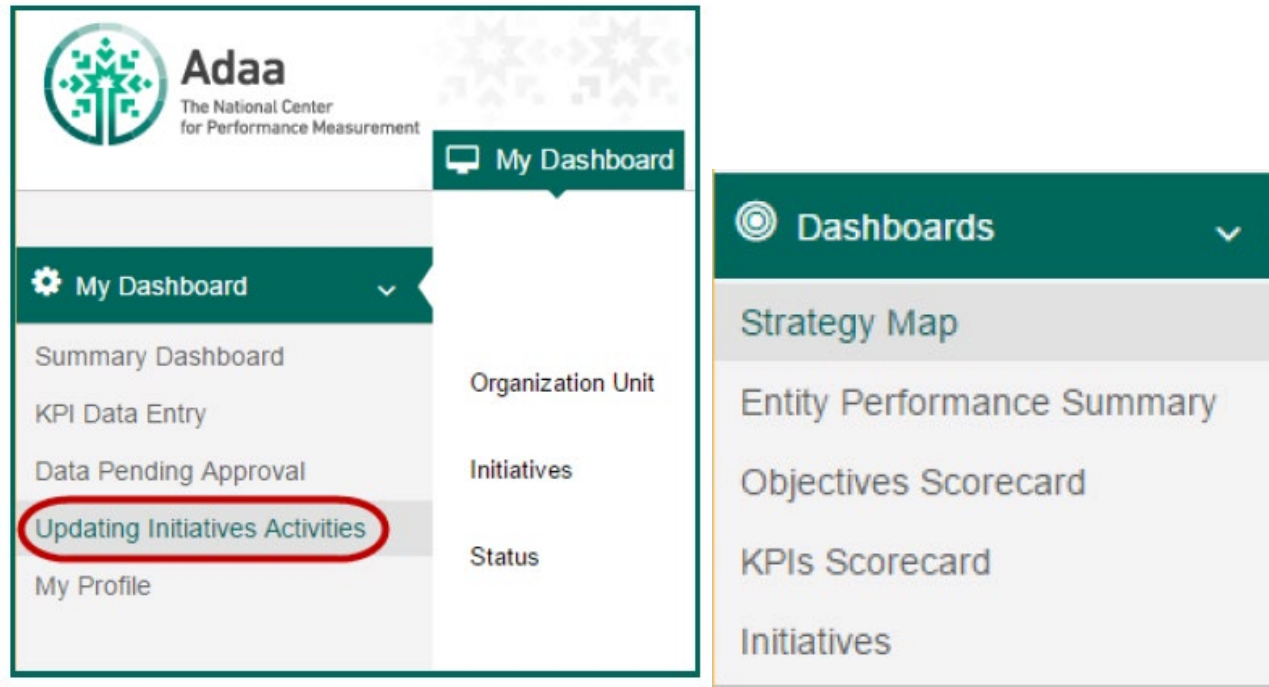 Adaa
The National Center
for Performance Measurement
My Dashboard
My Dashboard
Summary Dashboard
KPI Data Entry
Data Pending Approval
Updating Initiatives Activities
My Profile
Organization Unit
Initiatives
Status
Dashboards
Strategy Map
Entity Performance Summary
Objectives Scorecard
KPIs Scorecard
Initiatives